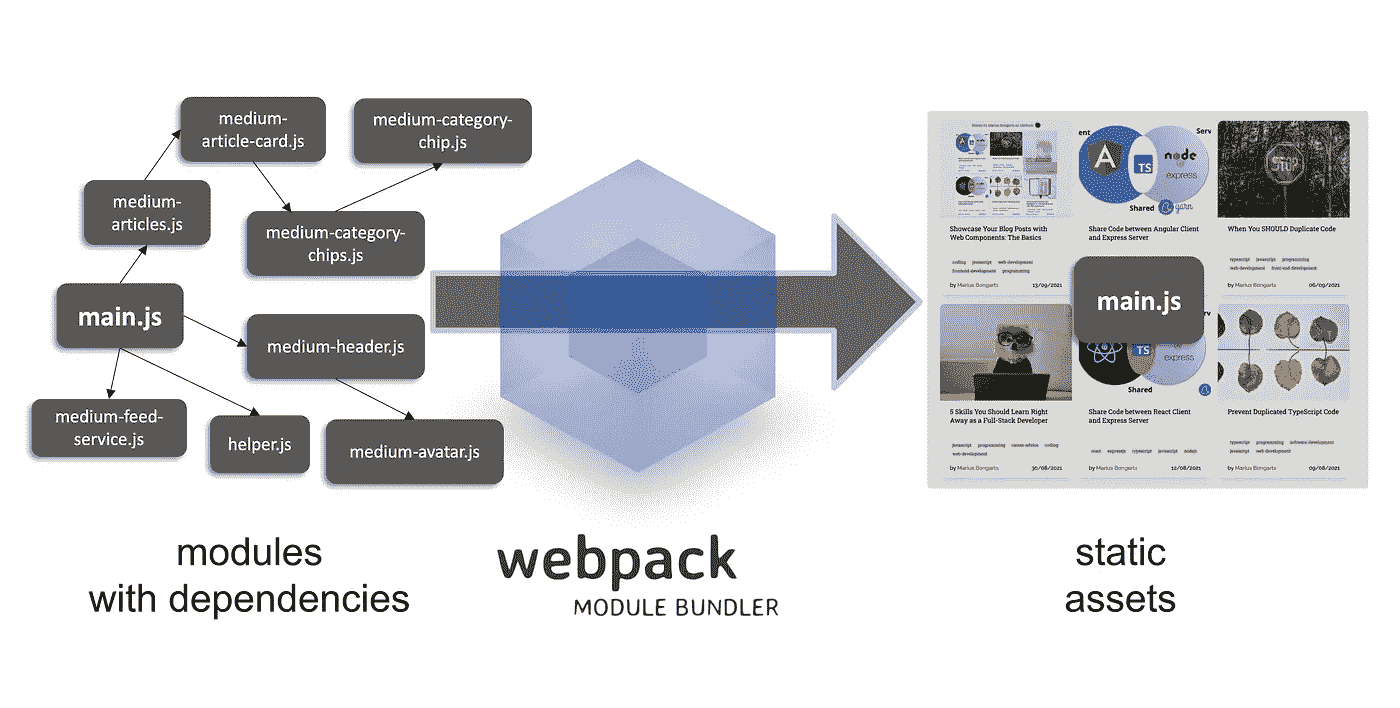 medium-
article-card.js
medium-category-
chip.js
medium-
articles.js
medium-category-
chips.js
main.js
medium-header.js
medium-feed-
service.js
helper.js
medium-avatar.js
modules
with dependencies
webpack
MODULE BUNDLER
ent
Serv
A
TS
node
express
Shared
yarn
STOP
Showcase Your Blog Posts with
Web Components: The Basics
coding javascript web-development
frontend-development programming
by Marius Bongarts 13/09/2021
Share Code between Angular Client
and Express Server
When You SHOULD Duplicate Code
typescript javascript programming
web-development front-end-development
by Marius Bongarts 06/09/2021
main.js
TS
express
Shared
5 Skills You Should Learn Right
Away as a Full-Stack Developer
javascript programming career-advice coding
web-development
by Marius Bongarts 30/08/2021
Share Code between React Client
and Express Server
react expressjs typescript javascript nodejs
by Marius Bongarts 12/08/2021
Prevent Duplicated TypeScript Code
typescript programming software-development
javascript web-development
by Marius Bongarts 09/08/2021
static
assets